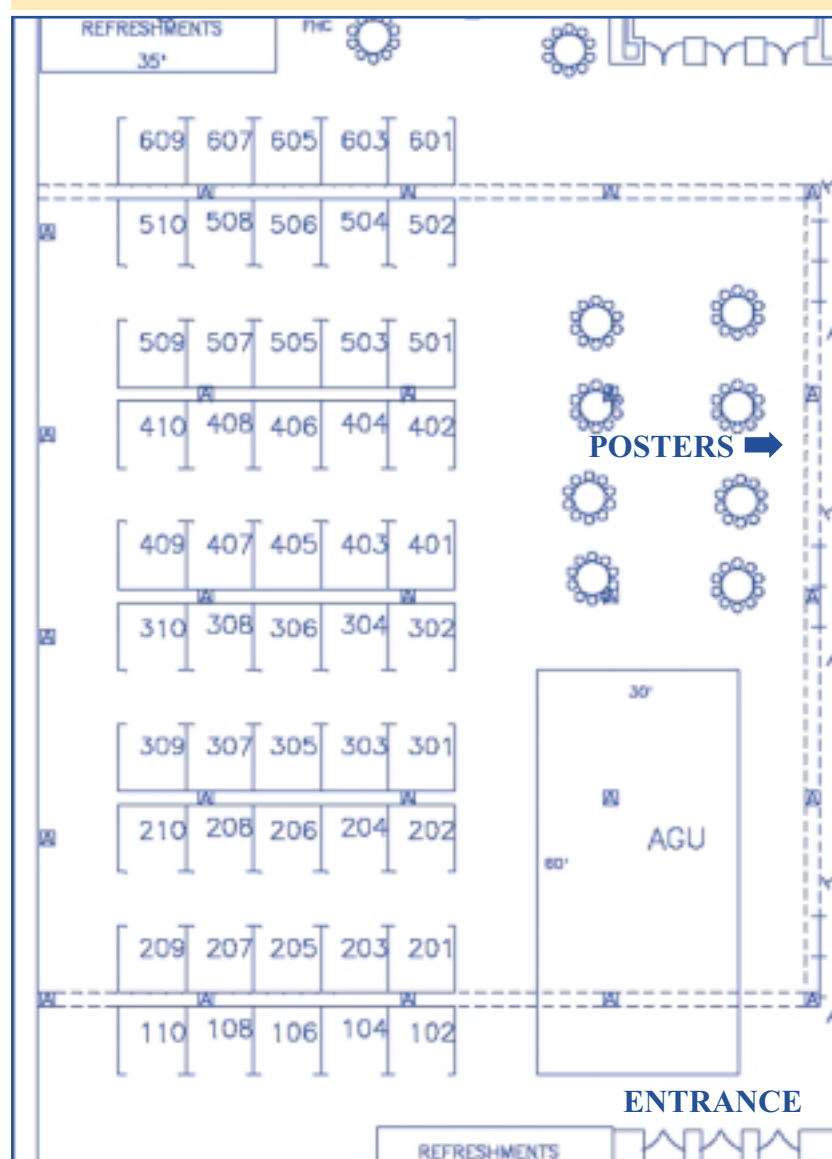 REFRESHMENTS
35'
FHC
609 607 605 603 601
510 508 506 504 502
509 507 505 503 501
410 408 406 404 402
POSTERS
409 407 405 403 401
310 308 306 304 302
30'
309 307 305 303 301
210 208 206 204 202
AGU
60'
209 207 205 203 201
110 108 106 104 102
ENTRANCE
REFRESHMENTS